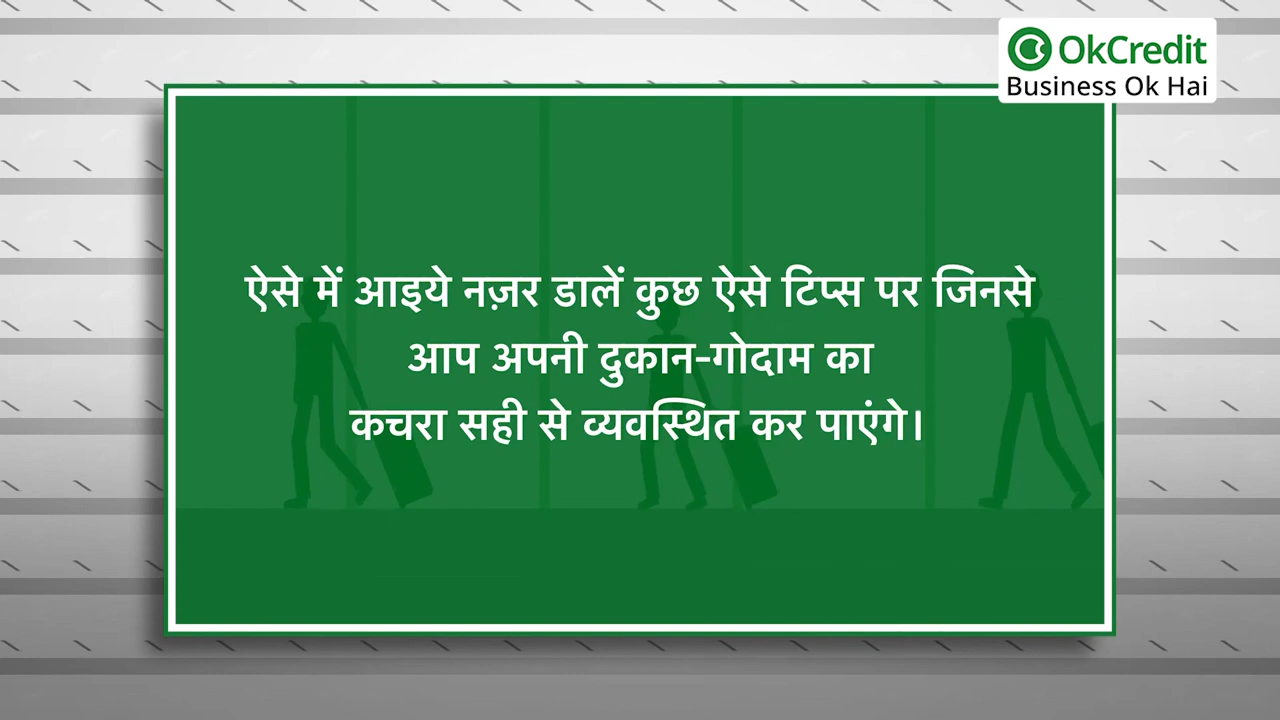 OkCredit
Business Ok Hai
ऐसे में आइये नज़र डालें कुछ ऐसे टिप्स पर जिनसे
आप अपनी दुकान-गोदाम का
कचरा सही से व्यवस्थित कर पाएंगे।